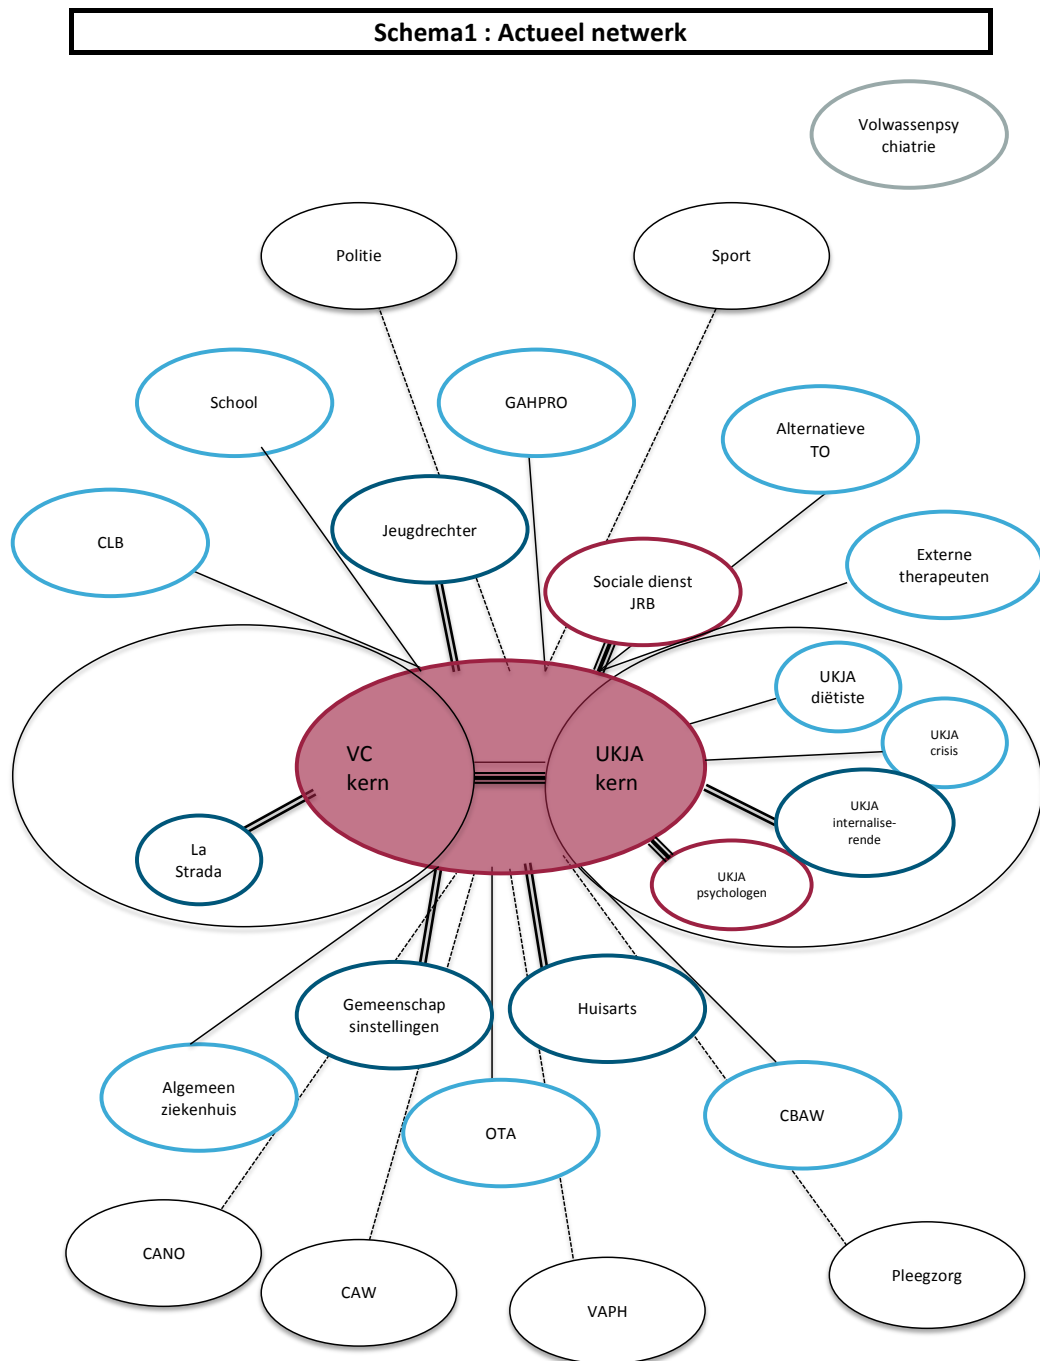 Schema1 : Actueel netwerk
Volwassenpsy
chiatrie
Politie
Sport
School
GAHPRO
Alternatieve
TO
Jeugdrechter
CLB
Externe
therapeuten
Sociale dienst
JRB
UKJA
diëtiste
UKJA
crisis
VC
kern
UKJA
kern
UKJA
internalise-
rende
La
Strada
UKJA
psychologen
Gemeenschap
sinstellingen
Huisarts
Algemeen
ziekenhuis
OTA
CBAW
CANO
CAW
VAPH
Pleegzorg